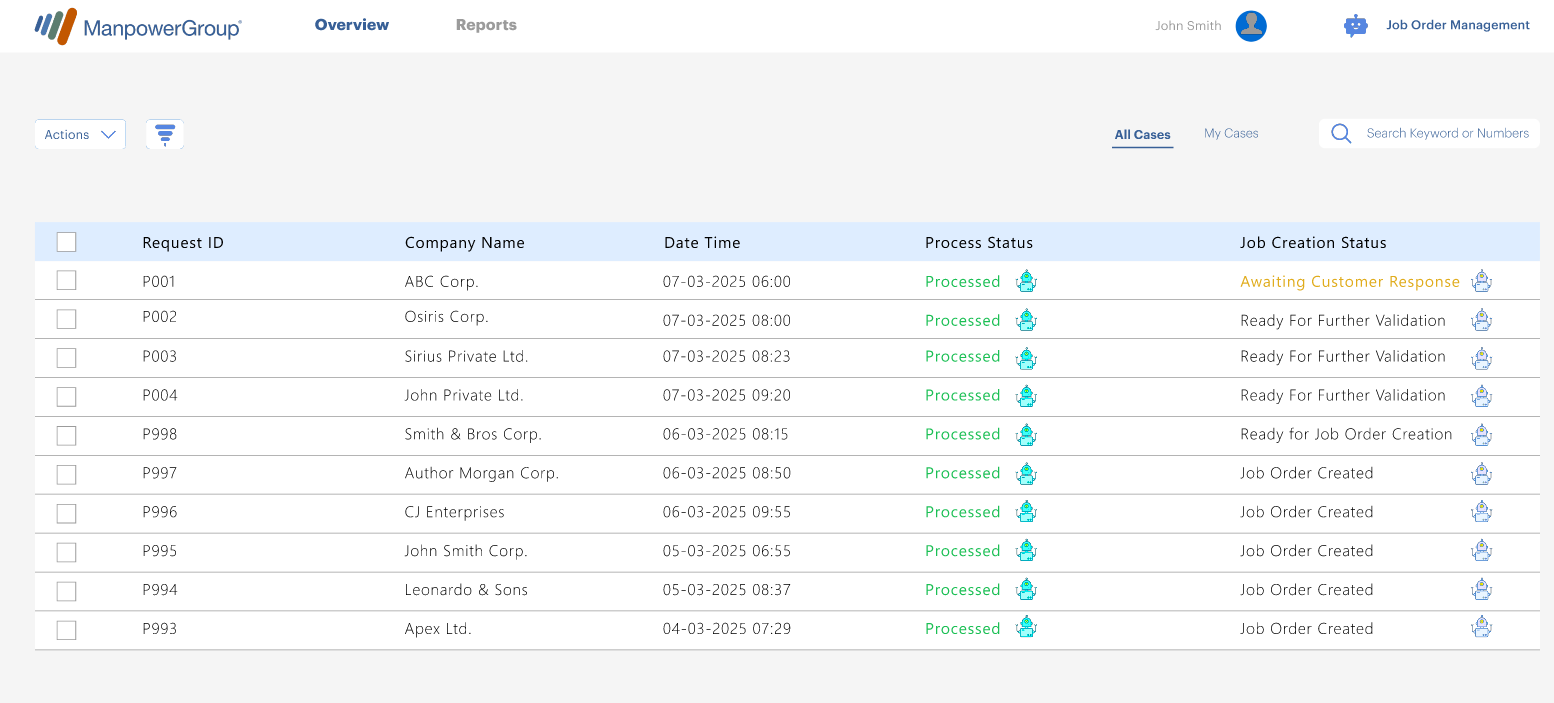 ManpowerGroup® Overview Reports John Smith Job Order Management
Actions All Cases My Cases Search Keyword or Numbers
Request ID Company Name Date Time Process Status Job Creation Status
P001 ABC Corp. 07-03-2025 06:00 Processed Awaiting Customer Response
P002 Osiris Corp. 07-03-2025 08:00 Processed Ready For Further Validation
P003 Sirius Private Ltd. 07-03-2025 08:23 Processed Ready For Further Validation
P004 John Private Ltd. 07-03-2025 09:20 Processed Ready For Further Validation
P998 Smith & Bros Corp. 06-03-2025 08:15 Processed Ready for Job Order Creation
P997 Author Morgan Corp. 06-03-2025 08:50 Processed Job Order Created
P996 CJ Enterprises 06-03-2025 09:55 Processed Job Order Created
P995 John Smith Corp. 05-03-2025 06:55 Processed Job Order Created
P994 Leonardo & Sons 05-03-2025 08:37 Processed Job Order Created
P993 Apex Ltd. 04-03-2025 07:29 Processed Job Order Created